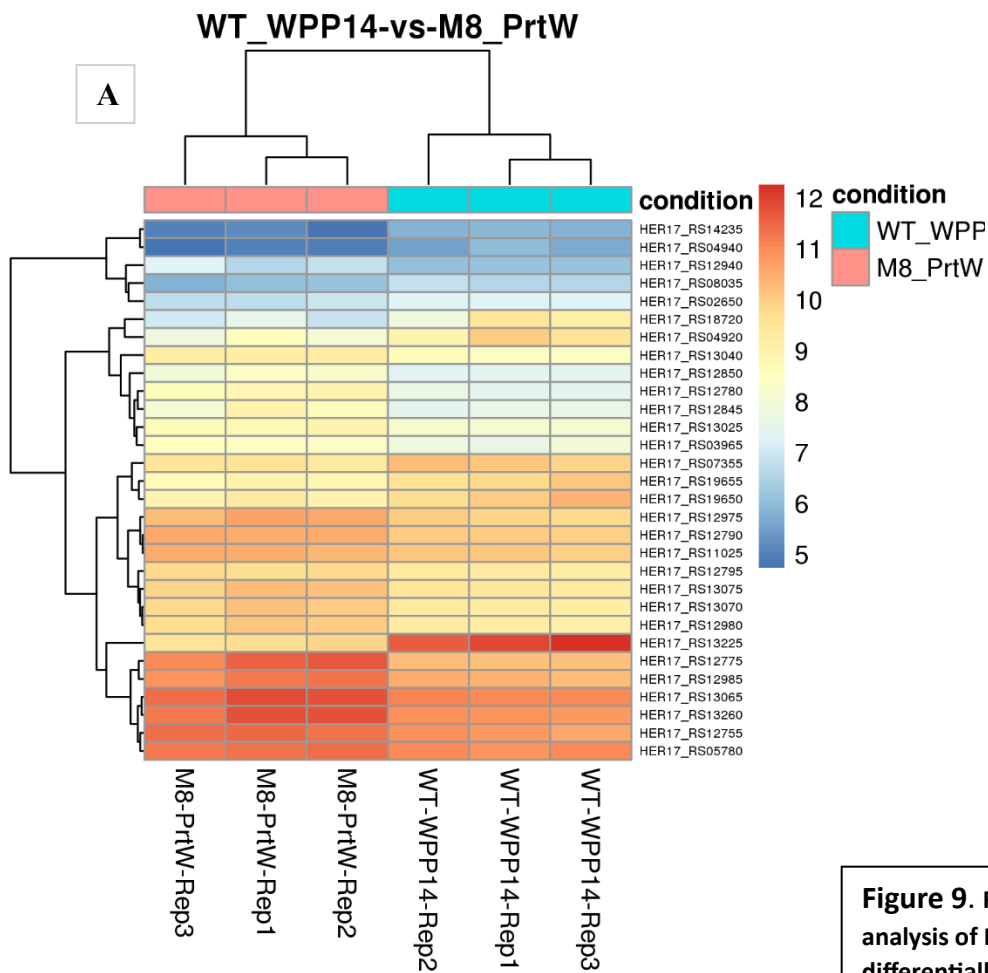 WT_WPP14-vs-M8_PrtW
A
condition
HER17_RS14235
HER17_RS04940
HER17_RS12940
HER17_RS08035
HER17_RS02650
HER17_RS18720
HER17_RS04920
HER17_RS13040
HER17_RS12850
HER17_RS12780
HER17_RS12845
HER17_RS13025
HER17_RS03965
HER17_RS07355
HER17_RS19655
HER17_RS19650
HER17_RS12975
HER17_RS12790
HER17_RS11025
HER17_RS12795
HER17_RS13075
HER17_RS13070
HER17_RS12980
HER17_RS13225
HER17_RS12775
HER17_RS12985
HER17_RS13065
HER17_RS13260
HER17_RS12755
HER17_RS05780
12
11
10
9
8
7
6
5
condition
WT_WPP
M8_PrtW
M8-PrtW-Rep3
M8-PrtW-Rep1
M8-PrtW-Rep2
WT-WPP14-Rep2
WT-WPP14-Rep1
WT-WPP14-Rep3
Figure 9.
analysis of
differentiall